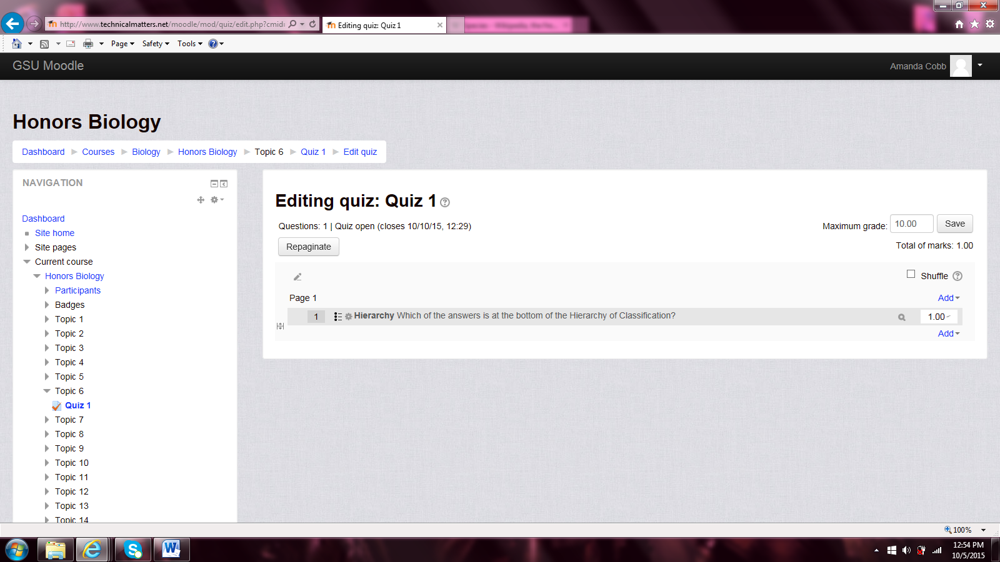 http://www.technicalmatters.net/moodle/mod/quiz/edit.php?cmid=
Editing quiz: Quiz 1
Page
Safety
Tools
GSU Moodle
Amanda Cobb
Honors Biology
Dashboard
Courses
Biology
Honors Biology
Topic 6
Quiz 1
Edit quiz
NAVIGATION
Dashboard
Site home
Site pages
Current course
Honors Biology
Participants
Badges
Topic 1
Topic 2
Topic 3
Topic 4
Topic 5
Topic 6
Quiz 1
Topic 7
Topic 8
Topic 9
Topic 10
Topic 11
Topic 12
Topic 13
Topic 14
Editing quiz: Quiz 1
Questions: 1 | Quiz open (closes 10/10/15, 12:29)
Maximum grade: 10.00 Save
Repaginate
Total of marks: 1.00
Shuffle
Page 1
Add
1 Hierarchy Which of the answers is at the bottom of the Hierarchy of Classification? 1.00
Add
100%
12:54 PM
10/5/2015